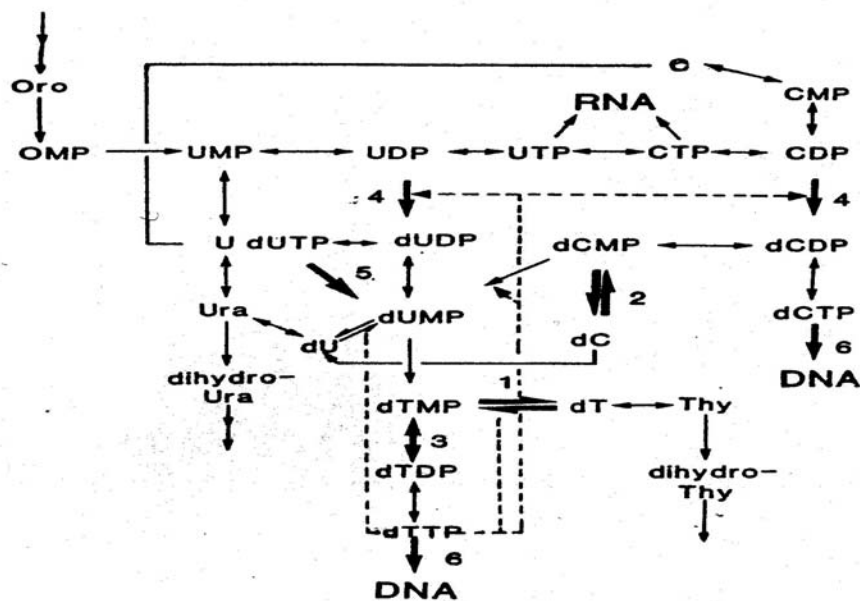 C
Oro CMP
RNA
OMP UMP UDP UTP CTP CDP
4 4
U dUTP dUDP dCMP dCDP
5
2
Ura dUMP dCTP
dU dC 6
dihydro-
Ura
1
DNA
dTMP dT Thy
3
dTDP dihydro-
Thy
dTTP
6
DNA